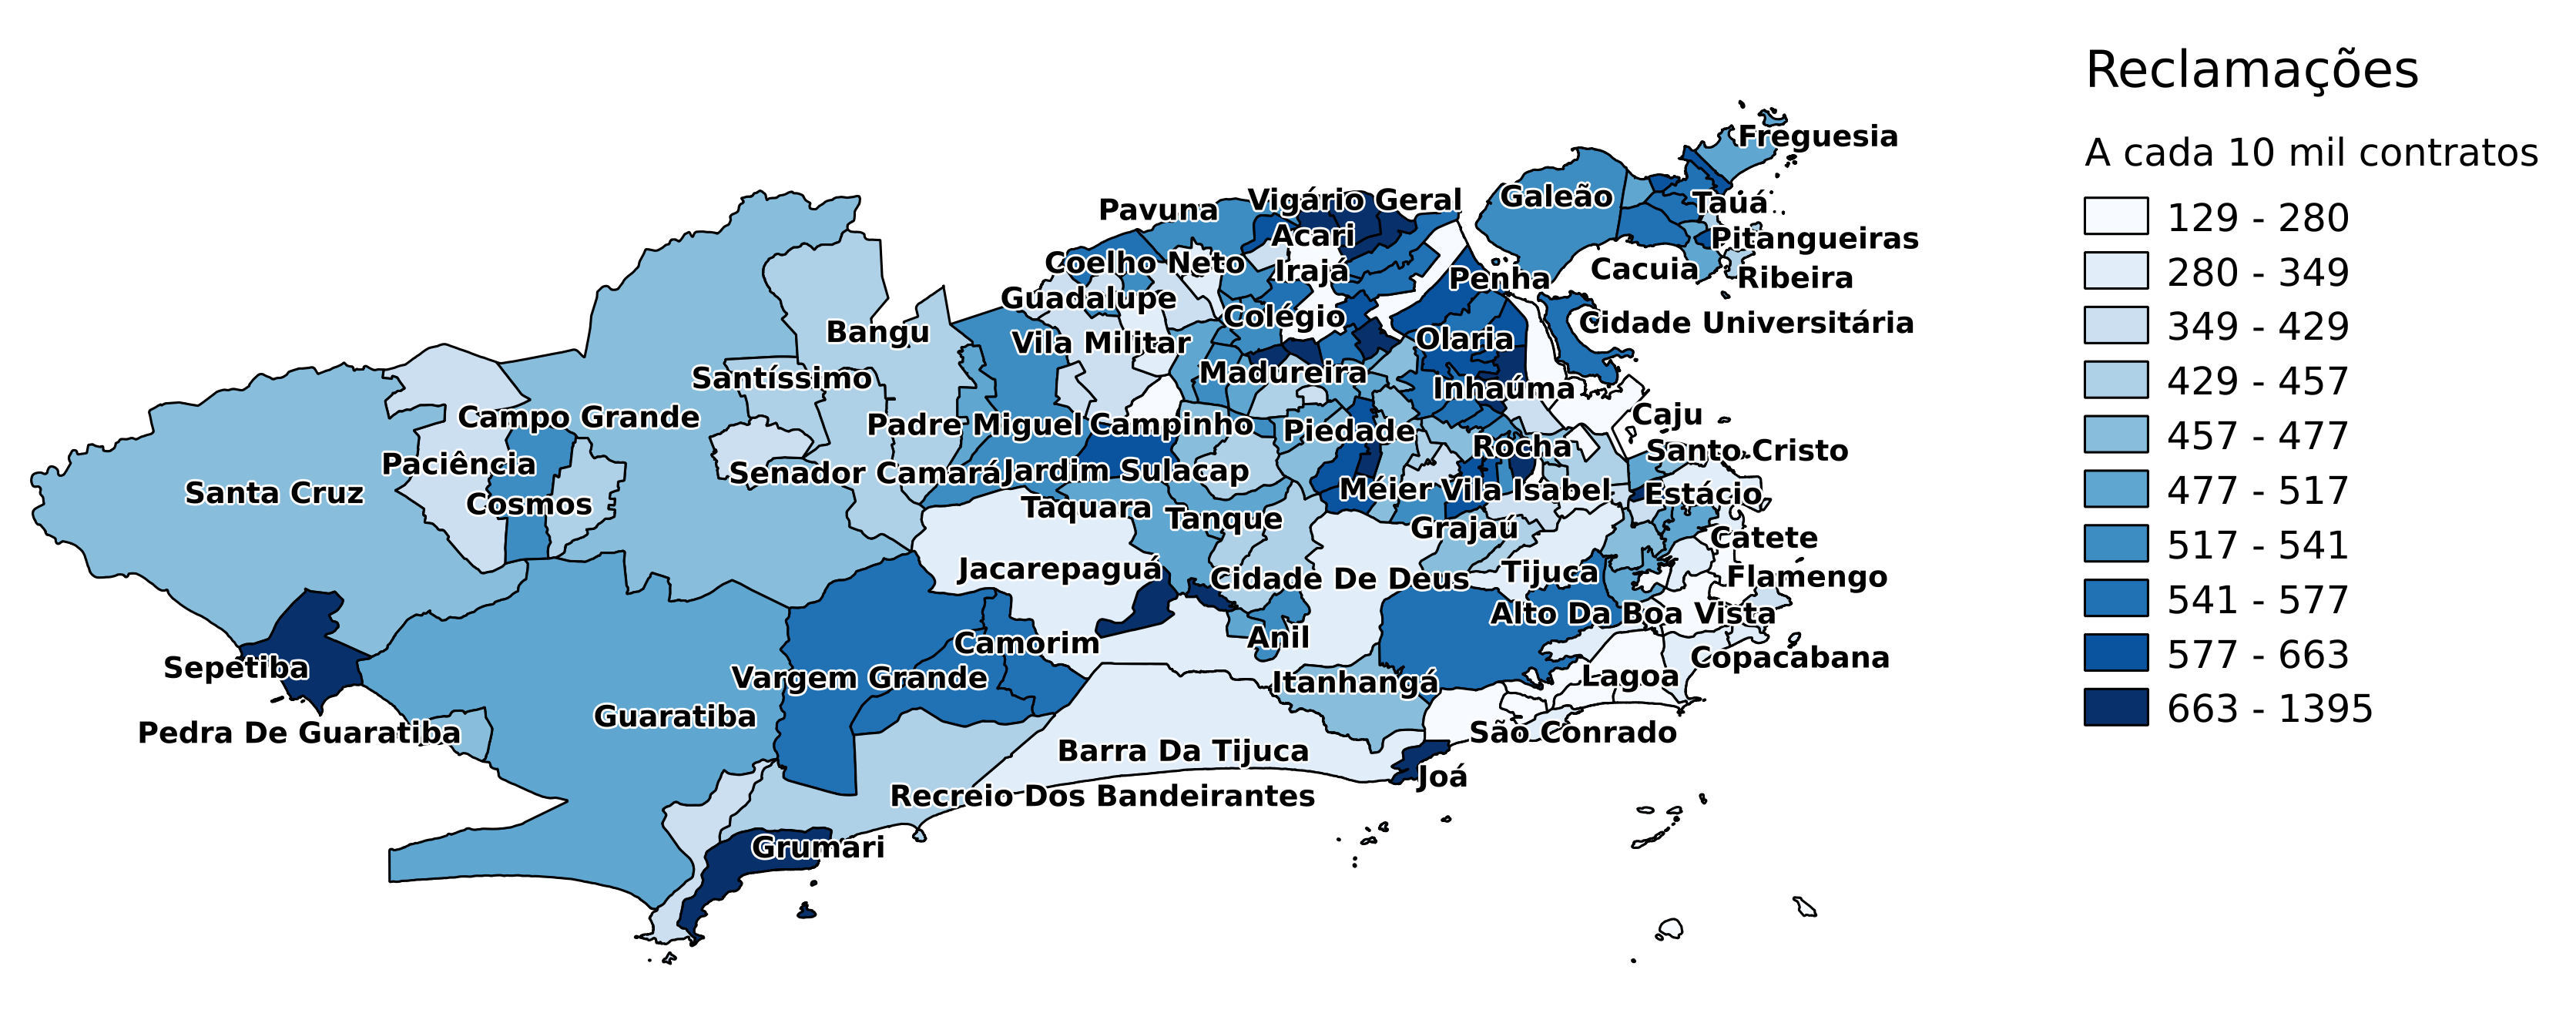 Reclamações
A cada 10 mil contratos
129 - 280
280 - 349
349 - 429
429 - 457
457 - 477
477 - 517
517 - 541
541 - 577
577 - 663
663 - 1395
Freguesia
Galeão
Vigário Geral
Pavuna
Tauá
Acari
Pitangueiras
Coelho Neto
Irajá
Penha
Cacuia
Ribeira
Guadalupe
Colégio
Cidade Universitária
Bangu
Vila Militar
Olaria
Santíssimo
Madureira
Inhaúma
Campo Grande
Padre Miguel
Campinho
Piedade
Caju
Rocha
Santo Cristo
Paciência
Senador Camará
Jardim Sulacap
Santa Cruz
Cosmos
Taquara
Tanque
Méier
Vila Isabel
Estácio
Grajaú
Catete
Jacarepaguá
Cidade De Deus
Tijuca
Flamengo
Alto Da Boa Vista
Camorim
Anil
Sepetiba
Vargem Grande
Itanhangá
Lagoa
Copacabana
Pedra De Guaratiba
Guaratiba
São Conrado
Barra Da Tijuca
Joá
Recreio Dos Bandeirantes
Grumari